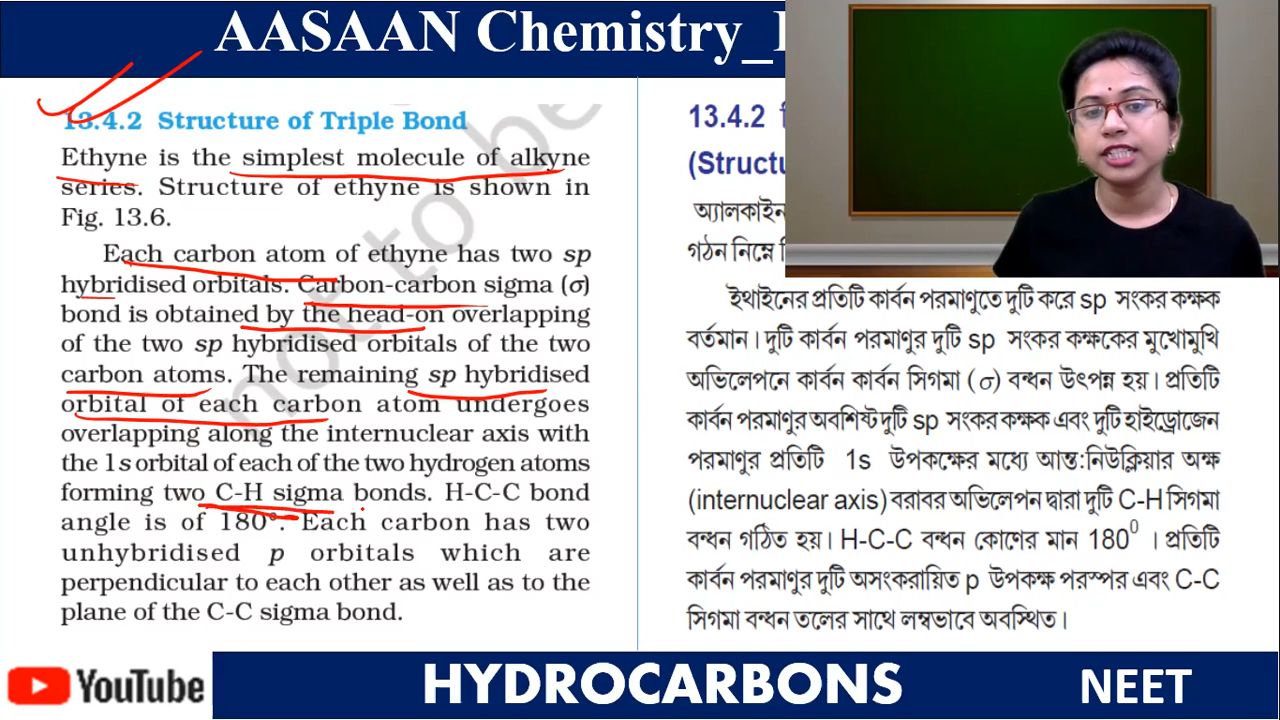 AASAAN Chemistry_
13.4.2 Structure of Triple Bond
Ethyne is the simplest molecule of alkyne
series. Structure of ethyne is shown in
Fig. 13.6.
Each carbon atom of ethyne has two sp
hybridised orbitals. Carbon-carbon sigma (σ)
bond is obtained by the head-on overlapping
of the two sp hybridised orbitals of the two
carbon atoms. The remaining sp hybridised
orbital of each carbon atom undergoes
overlapping along the internuclear axis with
the 1s orbital of each of the two hydrogen atoms
forming two C-H sigma bonds. H-C-C bond
angle is of 180°. Each carbon has two
unhybridised p orbitals which are
perpendicular to each other as well as to the
plane of the C-C sigma bond.
not to be
13.4.2
(Struct
অ্যালকাইন
গঠন নিম্নে
ইথাইনের প্রতিটি কার্বন পরমাণুতে দুটি করে sp সংকর কক্ষক
বর্তমান। দুটি কার্বন পরমাণুর দুটি sp সংকর কক্ষকের মুখোমুখি
অভিলেপনে কার্বন কার্বন সিগমা (σ) বন্ধন উৎপন্ন হয়। প্রতিটি
কার্বন পরমাণুর অবশিষ্ট দুটি sp সংকর কক্ষক এবং দুটি হাইড্রোজেন
পরমাণুর প্রতিটি 1s উপকক্ষের মধ্যে আন্ত:নিউক্লিয়ার অক্ষ
(internuclear axis) বরাবর অভিলেপন দ্বারা দুটি C-H সিগমা
বন্ধন গঠিত হয়। H-C-C বন্ধন কোণের মান 180⁰ । প্রতিটি
কার্বন পরমাণুর দুটি অসংকরায়িত p উপকক্ষ পরস্পর এবং C-C
সিগমা বন্ধন তলের সাথে লম্বভাবে অবস্থিত।
YouTube
HYDROCARBONS
NEET